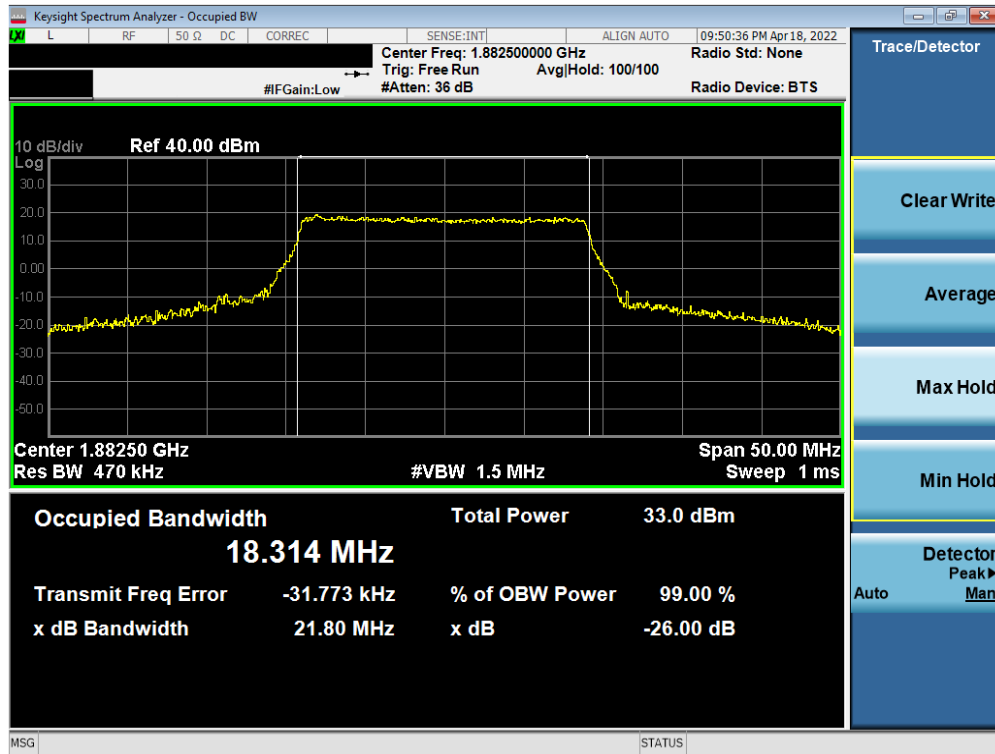 Keysight Spectrum Analyzer - Occupied BW
LXI L RF 50 Ω DC CORREC SENSE:INT ALIGN AUTO 09:50:36 PM Apr 18, 2022
Center Freq: 1.882500000 GHz Radio Std: None
Trig: Free Run Avg|Hold: 100/100
#IFGain:Low #Atten: 36 dB Radio Device: BTS
10 dB/div Ref 40.00 dBm
Log
30.0
20.0
10.0
0.00
-10.0
-20.0
-30.0
-40.0
-50.0
Center 1.88250 GHz Span 50.00 MHz
Res BW 470 kHz #VBW 1.5 MHz Sweep 1 ms
Occupied Bandwidth Total Power 33.0 dBm
18.314 MHz
Transmit Freq Error -31.773 kHz % of OBW Power 99.00 %
x dB Bandwidth 21.80 MHz x dB -26.00 dB
MSG STATUS
Trace/Detector
Clear Write
Average
Max Hold
Min Hold
Detector
Peak▶
Auto Man